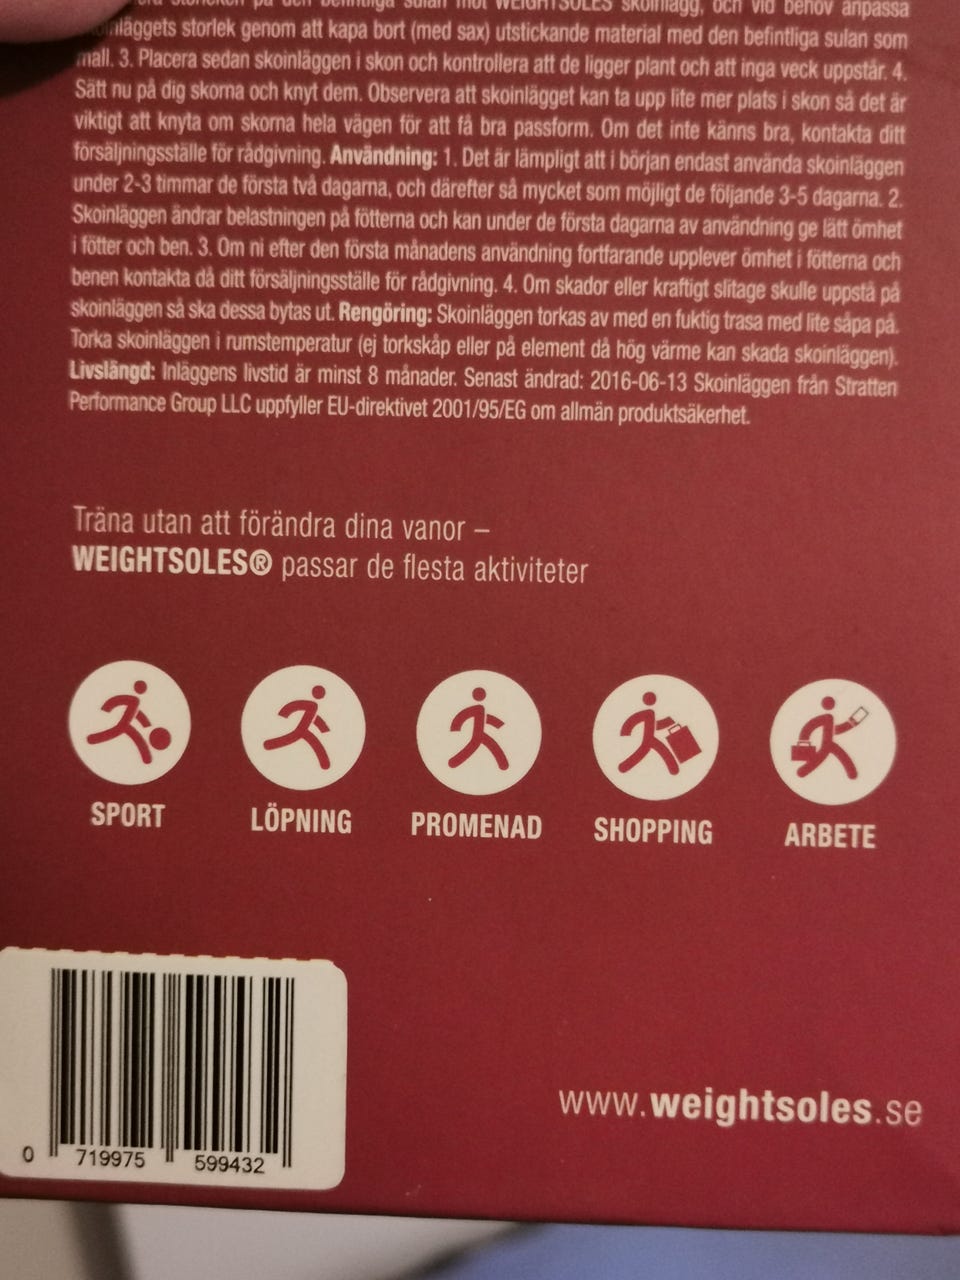 storleken på den befintliga sulan mot WEIGHTSOLES skoinlägg, och vid behov anpassa
skoinläggets storlek genom att kapa bort (med sax) utstickande material med den befintliga sulan som
mall. 3. Placera sedan skoinläggen i skon och kontrollera att de ligger plant och att inga veck uppstår. 4.
Sätt nu på dig skorna och knyt dem. Observera att skoinlägget kan ta upp lite mer plats i skon så det är
viktigt att knyta om skorna hela vägen för att få bra passform. Om det inte känns bra, kontakta ditt
försäljningsställe för rådgivning. Användning: 1. Det är lämpligt att i början endast använda skoinläggen
under 2-3 timmar de första två dagarna, och därefter så mycket som möjligt de följande 3-5 dagarna. 2.
Skoinläggen ändrar belastningen på fötterna och kan under de första dagarna av användning ge lätt ömhet
i fötter och ben. 3. Om ni efter den första månadens användning fortfarande upplever ömhet i fötterna och
benen kontakta då ditt försäljningsställe för rådgivning. 4. Om skador eller kraftigt slitage skulle uppstå på
skoinläggen så ska dessa bytas ut. Rengöring: Skoinläggen torkas av med en fuktig trasa med lite såpa på.
Torka skoinläggen i rumstemperatur (ej torkskåp eller på element då hög värme kan skada skoinläggen).
Livslängd: Inläggens livstid är minst 8 månader. Senast ändrad: 2016-06-13 Skoinläggen från Stratten
Performance Group LLC uppfyller EU-direktivet 2001/95/EG om allmän produktsäkerhet.
Träna utan att förändra dina vanor –
WEIGHTSOLES® passar de flesta aktiviteter
SPORT LÖPNING PROMENAD SHOPPING ARBETE
www.weightsoles.se
0 719975 599432